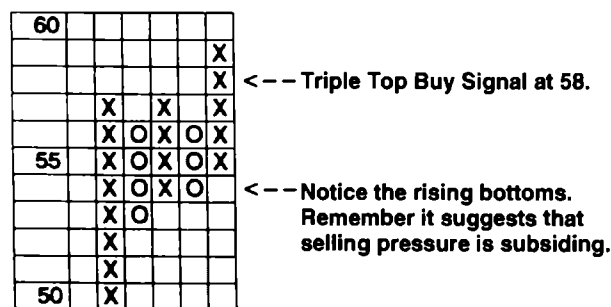 60
X
X <-- Triple Top Buy Signal at 58.
X X X
X O X O X
55 X O X O X
X O X O <-- Notice the rising bottoms.
X O Remember it suggests that
X selling pressure is subsiding.
X
50 X